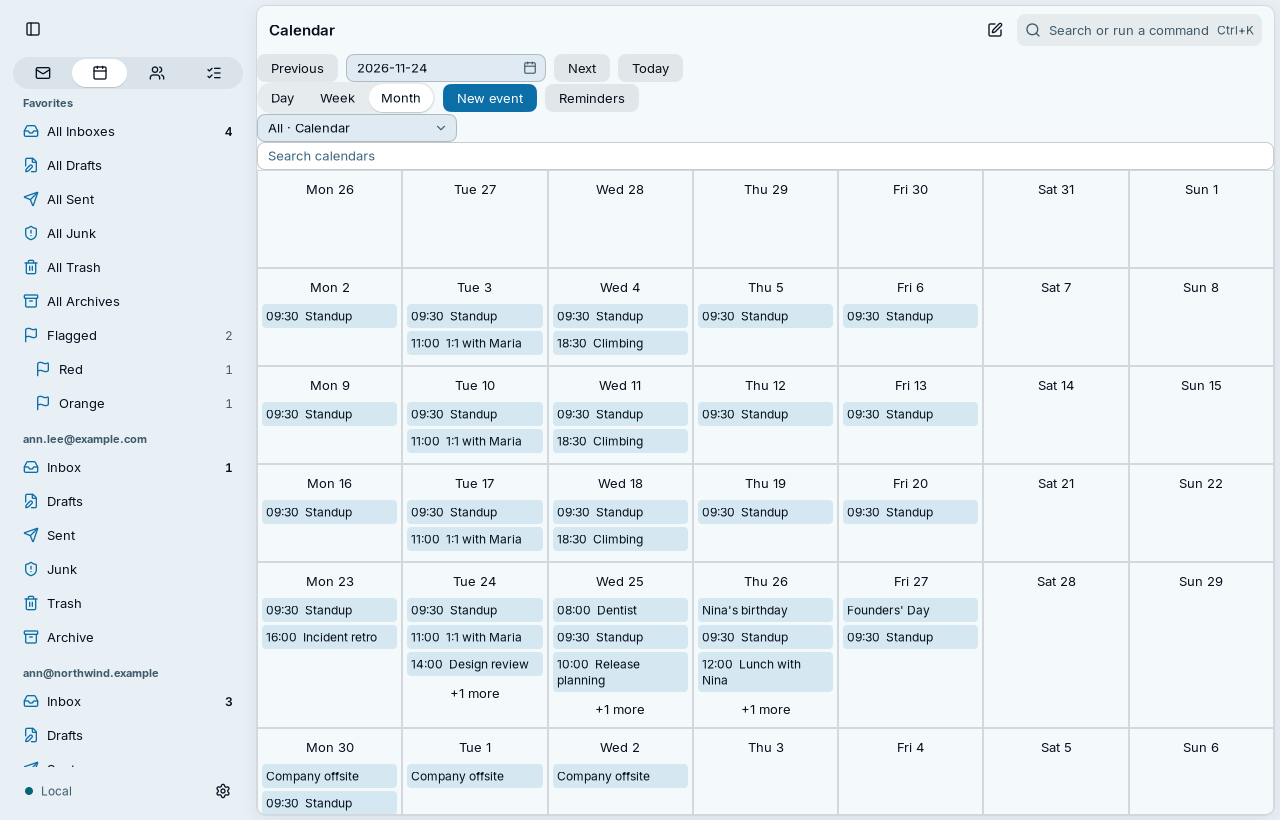 Calendar
Search or run a command Ctrl+K
Previous
2026-11-24
Next
Today
Day
Week
Month
New event
Reminders
All · Calendar
Search calendars
Favorites
All Inboxes 4
All Drafts
All Sent
All Junk
All Trash
All Archives
Flagged 2
Red 1
Orange 1
ann.lee@example.com
Inbox 1
Drafts
Sent
Junk
Trash
Archive
ann@northwind.example
Inbox 3
Drafts
Local
Mon 26
Tue 27
Wed 28
Thu 29
Fri 30
Sat 31
Sun 1
Mon 2
09:30 Standup
Tue 3
09:30 Standup
11:00 1:1 with Maria
Wed 4
09:30 Standup
18:30 Climbing
Thu 5
09:30 Standup
Fri 6
09:30 Standup
Sat 7
Sun 8
Mon 9
09:30 Standup
Tue 10
09:30 Standup
11:00 1:1 with Maria
Wed 11
09:30 Standup
18:30 Climbing
Thu 12
09:30 Standup
Fri 13
09:30 Standup
Sat 14
Sun 15
Mon 16
09:30 Standup
Tue 17
09:30 Standup
11:00 1:1 with Maria
Wed 18
09:30 Standup
18:30 Climbing
Thu 19
09:30 Standup
Fri 20
09:30 Standup
Sat 21
Sun 22
Mon 23
09:30 Standup
16:00 Incident retro
Tue 24
09:30 Standup
11:00 1:1 with Maria
14:00 Design review
+1 more
Wed 25
08:00 Dentist
09:30 Standup
10:00 Release
planning
+1 more
Thu 26
Nina's birthday
09:30 Standup
12:00 Lunch with
Nina
+1 more
Fri 27
Founders' Day
09:30 Standup
Sat 28
Sun 29
Mon 30
Company offsite
09:30 Standup
Tue 1
Company offsite
Wed 2
Company offsite
Thu 3
Fri 4
Sat 5
Sun 6